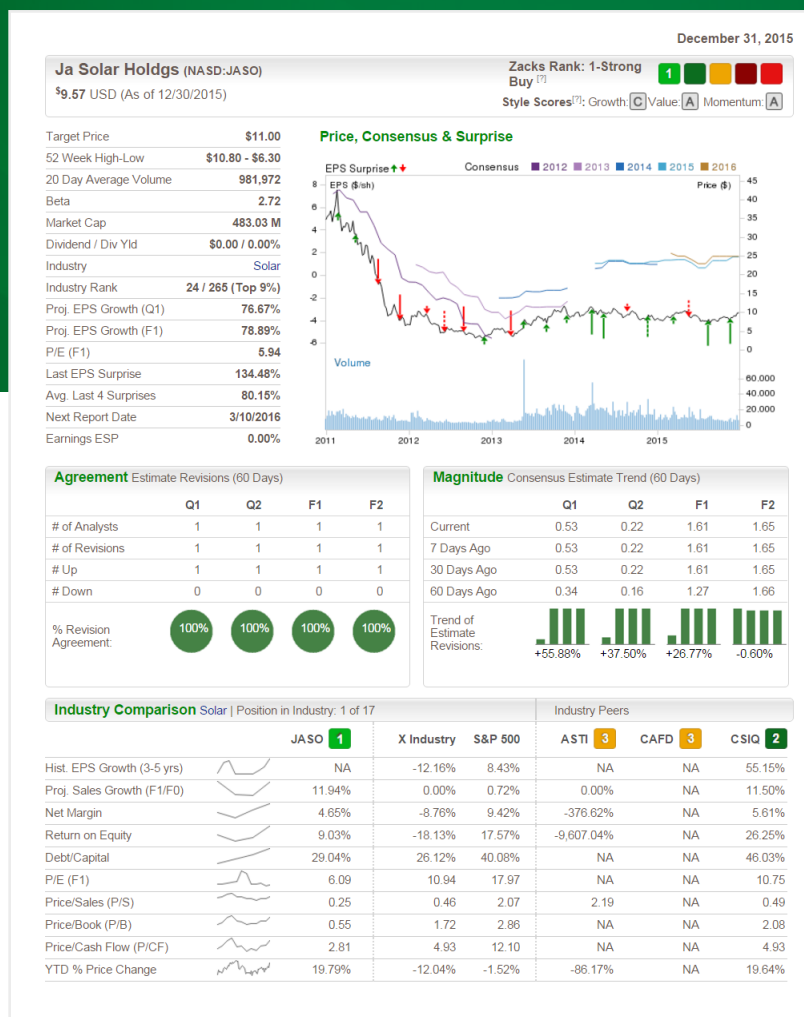 December 31, 2015
Ja Solar Holdgs (NASD:JASO)
$9.57 USD (As of 12/30/2015)
Zacks Rank: 1-Strong Buy [?] 1
Style Scores[?]: Growth: C Value: A Momentum: A
Target Price $11.00
52 Week High-Low $10.80 - $6.30
20 Day Average Volume 981,972
Beta 2.72
Market Cap 483.03 M
Dividend / Div Yld $0.00 / 0.00%
Industry Solar
Industry Rank 24 / 265 (Top 9%)
Proj. EPS Growth (Q1) 76.67%
Proj. EPS Growth (F1) 78.89%
P/E (F1) 5.94
Last EPS Surprise 134.48%
Avg. Last 4 Surprises 80.15%
Next Report Date 3/10/2016
Earnings ESP 0.00%
Price, Consensus & Surprise
EPS Surprise Consensus 2012 2013 2014 2015 2016
EPS ($/sh) Price ($)
8
6
4
2
0
-2
-4
-6
45
40
35
30
25
20
15
10
5
0
Volume
60.000
40.000
20.000
0
2011 2012 2013 2014 2015
Agreement Estimate Revisions (60 Days)
Q1 Q2 F1 F2
# of Analysts 1 1 1 1
# of Revisions 1 1 1 1
# Up 1 1 1 1
# Down 0 0 0 0
% Revision
Agreement:
100% 100% 100% 100%
Magnitude Consensus Estimate Trend (60 Days)
Q1 Q2 F1 F2
Current 0.53 0.22 1.61 1.65
7 Days Ago 0.53 0.22 1.61 1.65
30 Days Ago 0.53 0.22 1.61 1.65
60 Days Ago 0.34 0.16 1.27 1.66
Trend of
Estimate
Revisions:
+55.88% +37.50% +26.77% -0.60%
Industry Comparison Solar | Position in Industry: 1 of 17 Industry Peers
JASO 1 X Industry S&P 500 ASTI 3 CAFD 3 CSIQ 2
Hist. EPS Growth (3-5 yrs) NA -12.16% 8.43% NA NA 55.15%
Proj. Sales Growth (F1/F0) 11.94% 0.00% 0.72% 0.00% NA 11.50%
Net Margin 4.65% -8.76% 9.42% -376.62% NA 5.61%
Return on Equity 9.03% -18.13% 17.57% -9,607.04% NA 26.25%
Debt/Capital 29.04% 26.12% 40.08% NA NA 46.03%
P/E (F1) 6.09 10.94 17.97 NA NA 10.75
Price/Sales (P/S) 0.25 0.46 2.07 2.19 NA 0.49
Price/Book (P/B) 0.55 1.72 2.86 NA NA 2.08
Price/Cash Flow (P/CF) 2.81 4.93 12.10 NA NA 4.93
YTD % Price Change 19.79% -12.04% -1.52% -86.17% NA 19.64%